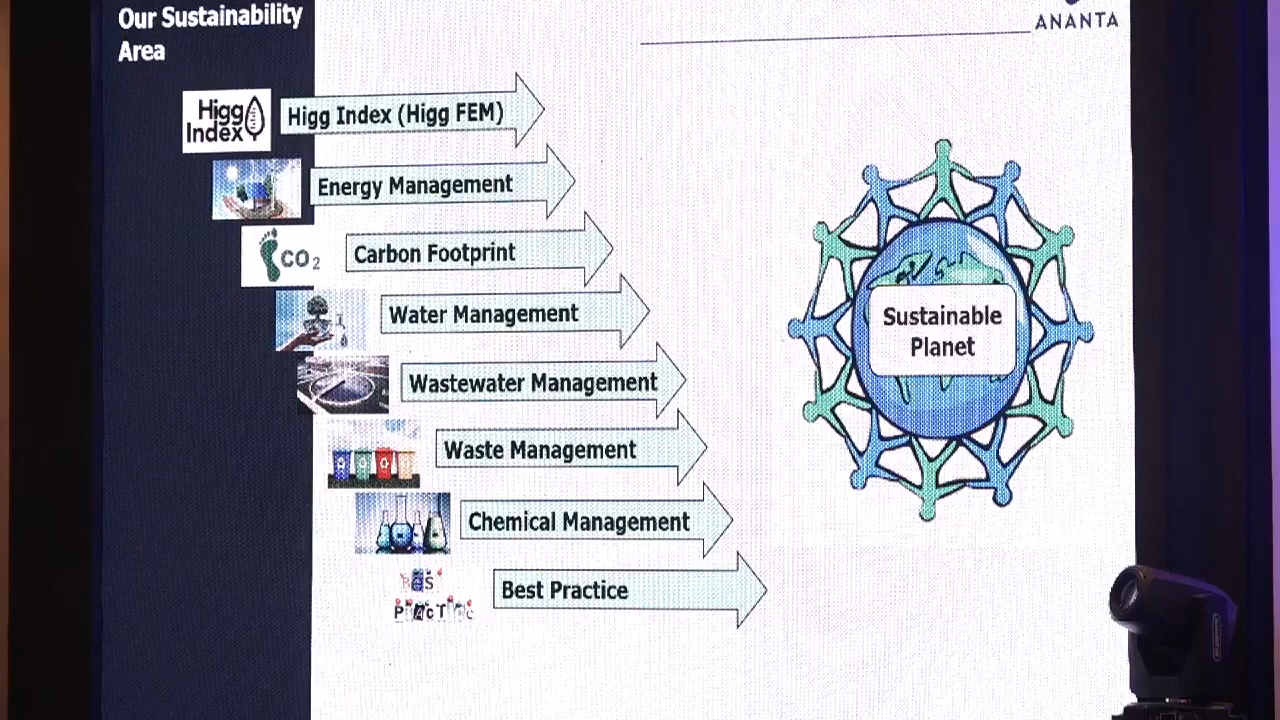 Our Sustainability
Area
ANANTA
Higg
Index
Higg Index (Higg FEM)
Energy Management
CO₂
Carbon Footprint
Water Management
Wastewater Management
Waste Management
Chemical Management
Best Practice
Sustainable
Planet